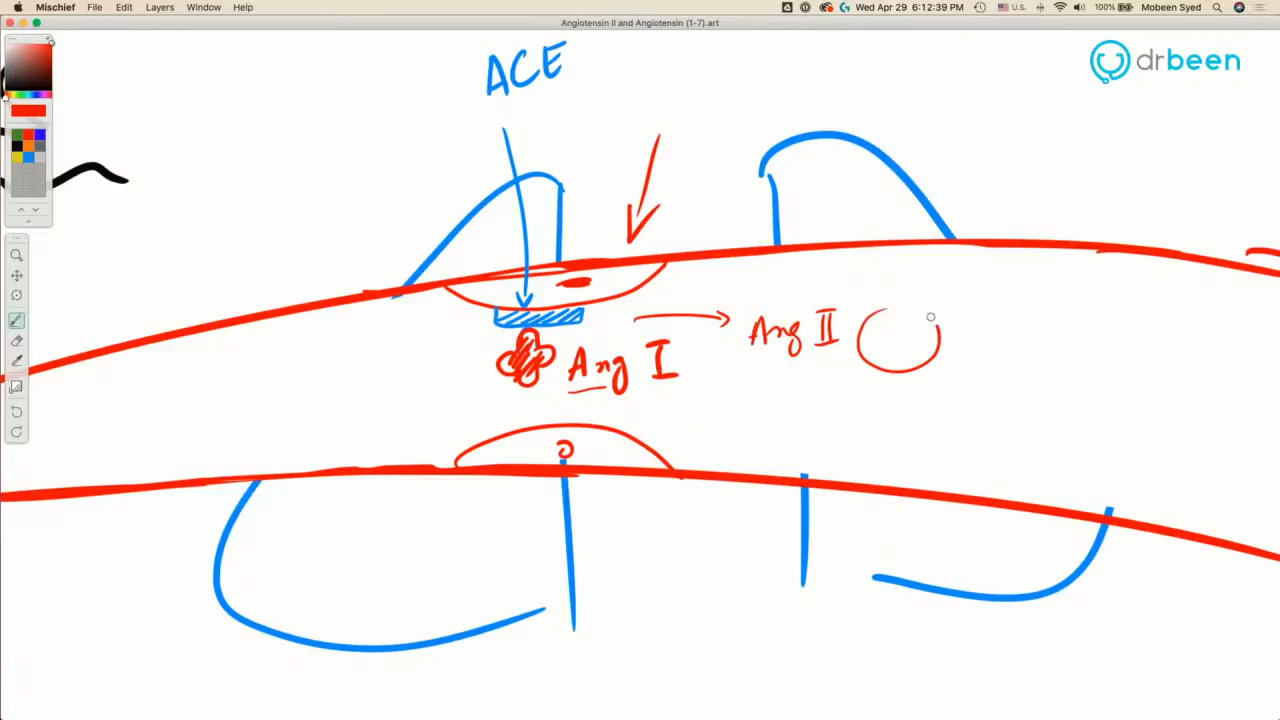 Mischief File Edit Layers Window Help 100% Wed Apr 29 6:12:39 PM U.S. Mobeen Syed
Angiotensin II and Angiotensin (1-7).art
drbeen
ACE
Ang II
Ang I